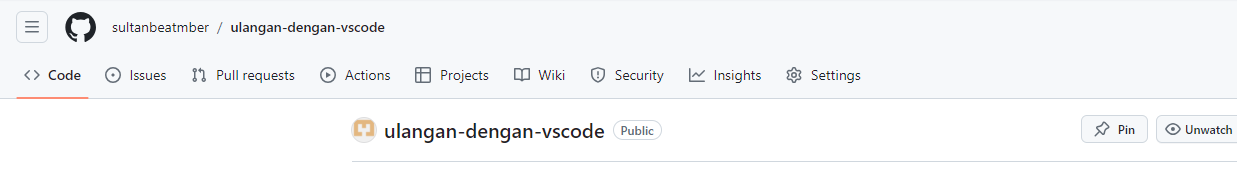 sultanbeatmber / ulangan-dengan-vscode
Code Issues Pull requests Actions Projects Wiki Security Insights Settings
ulangan-dengan-vscode Public Pin Unwatch